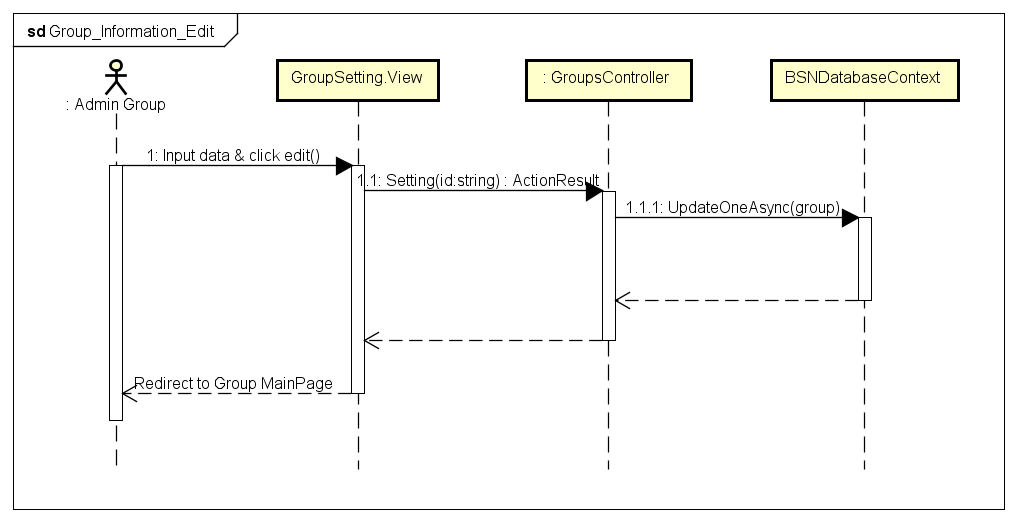 sd Group_Information_Edit
: Admin Group
GroupSetting.View
: GroupsController
BSNDatabaseContext
1: Input data & click edit()
1.1: Setting(id:string) : ActionResult
1.1.1: UpdateOneAsync(group)
Redirect to Group MainPage